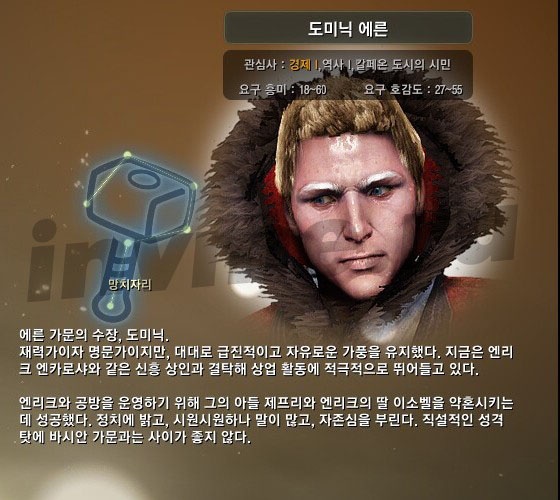 도미닉 에른
관심사 : 경제 I,역사 I,칼페온 도시의 시민
요구 흥미 : 18~60 요구 호감도 : 27~55
망치자리
에른 가문의 수장, 도미닉.
재력가이자 명문가이지만, 대대로 급진적이고 자유로운 가풍을 유지했다. 지금은 엔리
크 엔카로샤와 같은 신흥 상인과 결탁해 상업 활동에 적극적으로 뛰어들고 있다.
엔리크와 공방을 운영하기 위해 그의 아들 제프리와 엔리크의 딸 이소벨을 약혼시키는
데 성공했다. 정치에 밝고, 시원시원하나 말이 많고, 자존심을 부린다. 직설적인 성격
탓에 바시안 가문과는 사이가 좋지 않다.